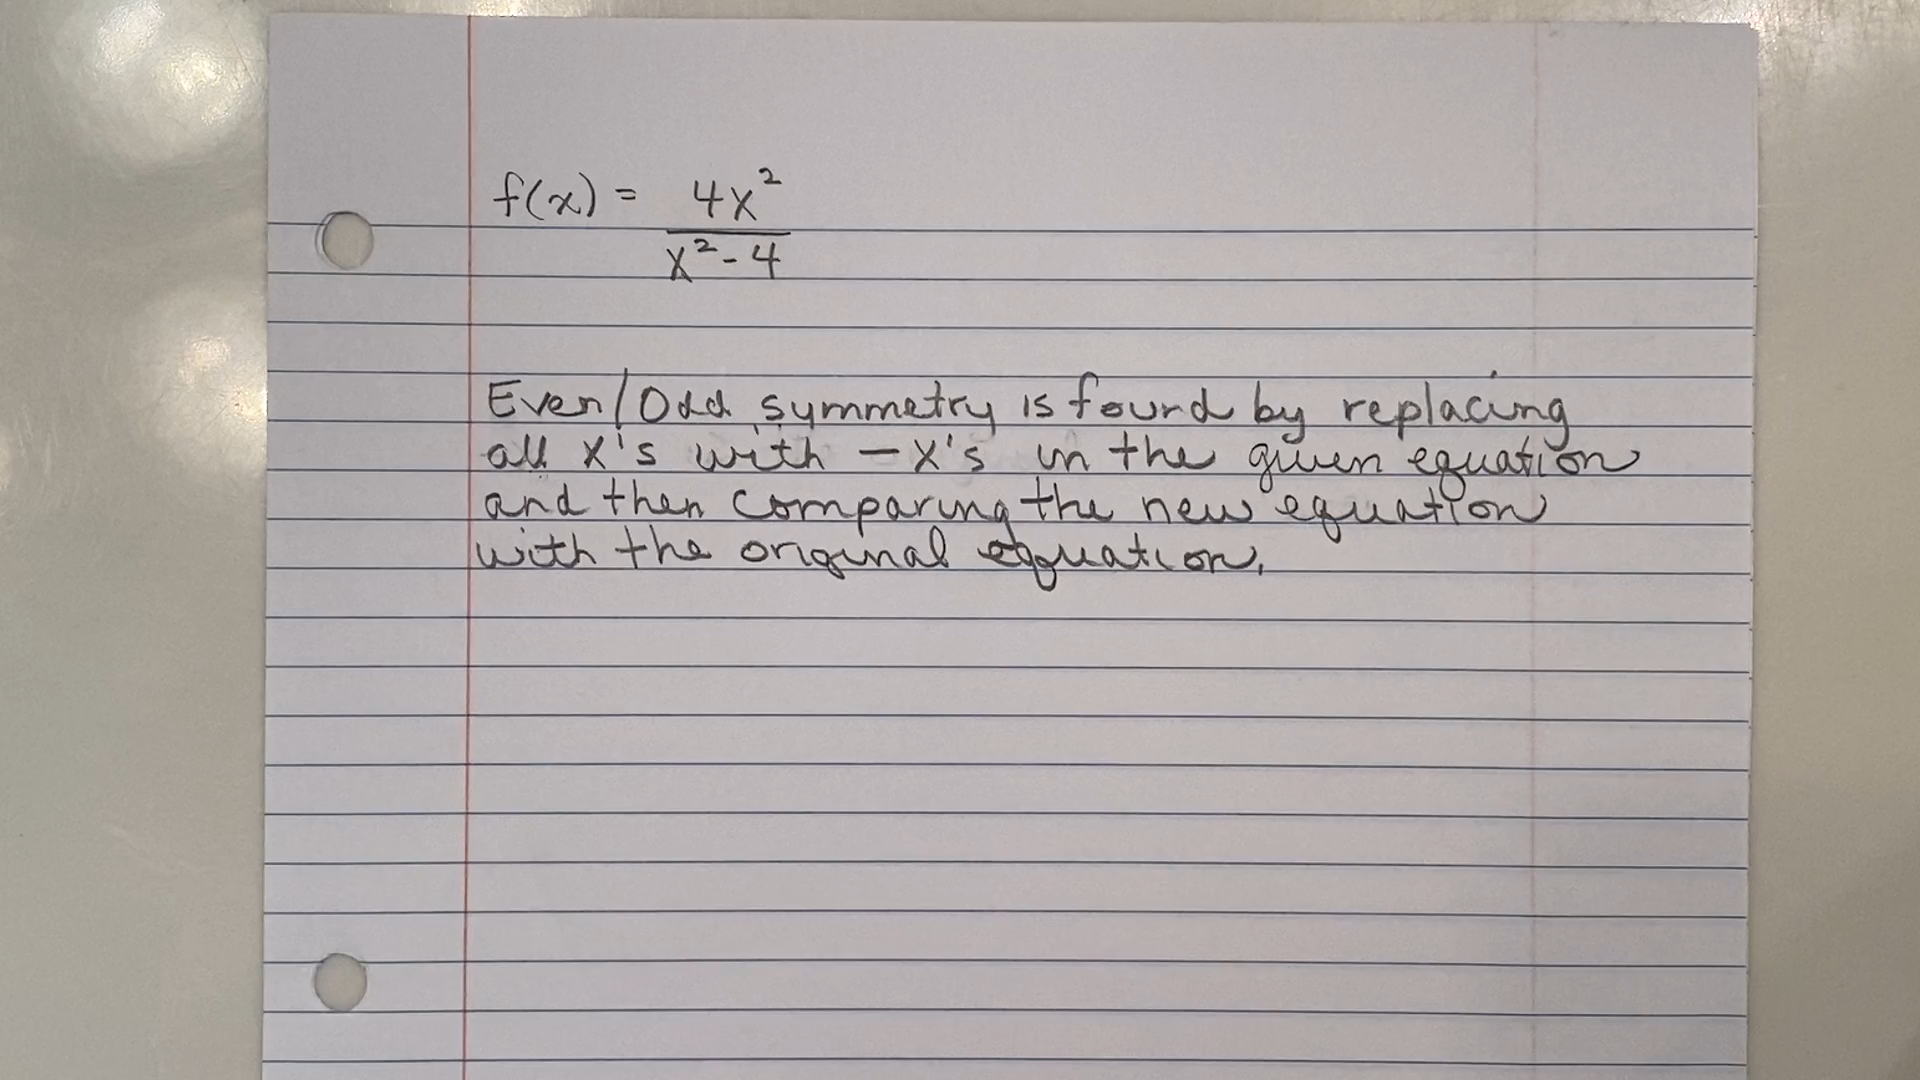 f(x) = 4x²
x² - 4
Even/Odd symmetry is found by replacing
all x's with -x's in the given equation
and then comparing the new equation
with the original equation.